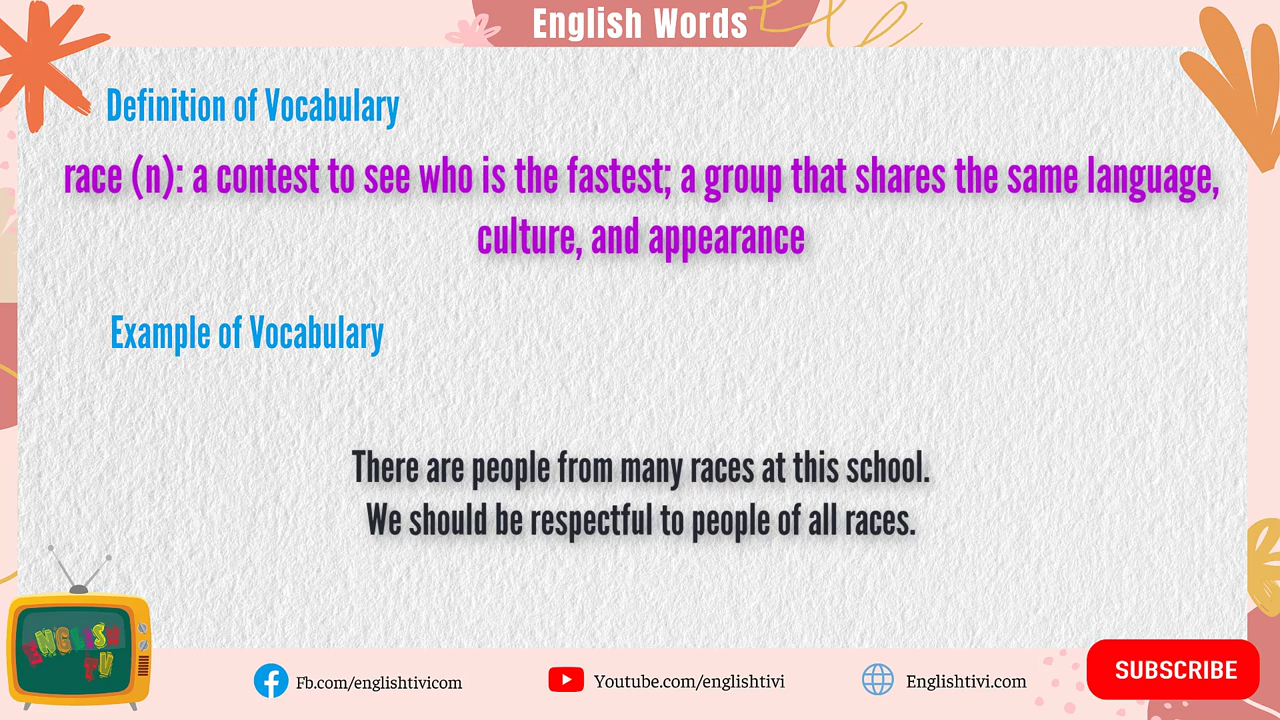 English Words
Definition of Vocabulary
race (n): a contest to see who is the fastest; a group that shares the same language,
culture, and appearance
Example of Vocabulary
There are people from many races at this school.
We should be respectful to people of all races.
ENGLISH
TV
Fb.com/englishtivicom
Youtube.com/englishtivi
Englishtivi.com
SUBSCRIBE